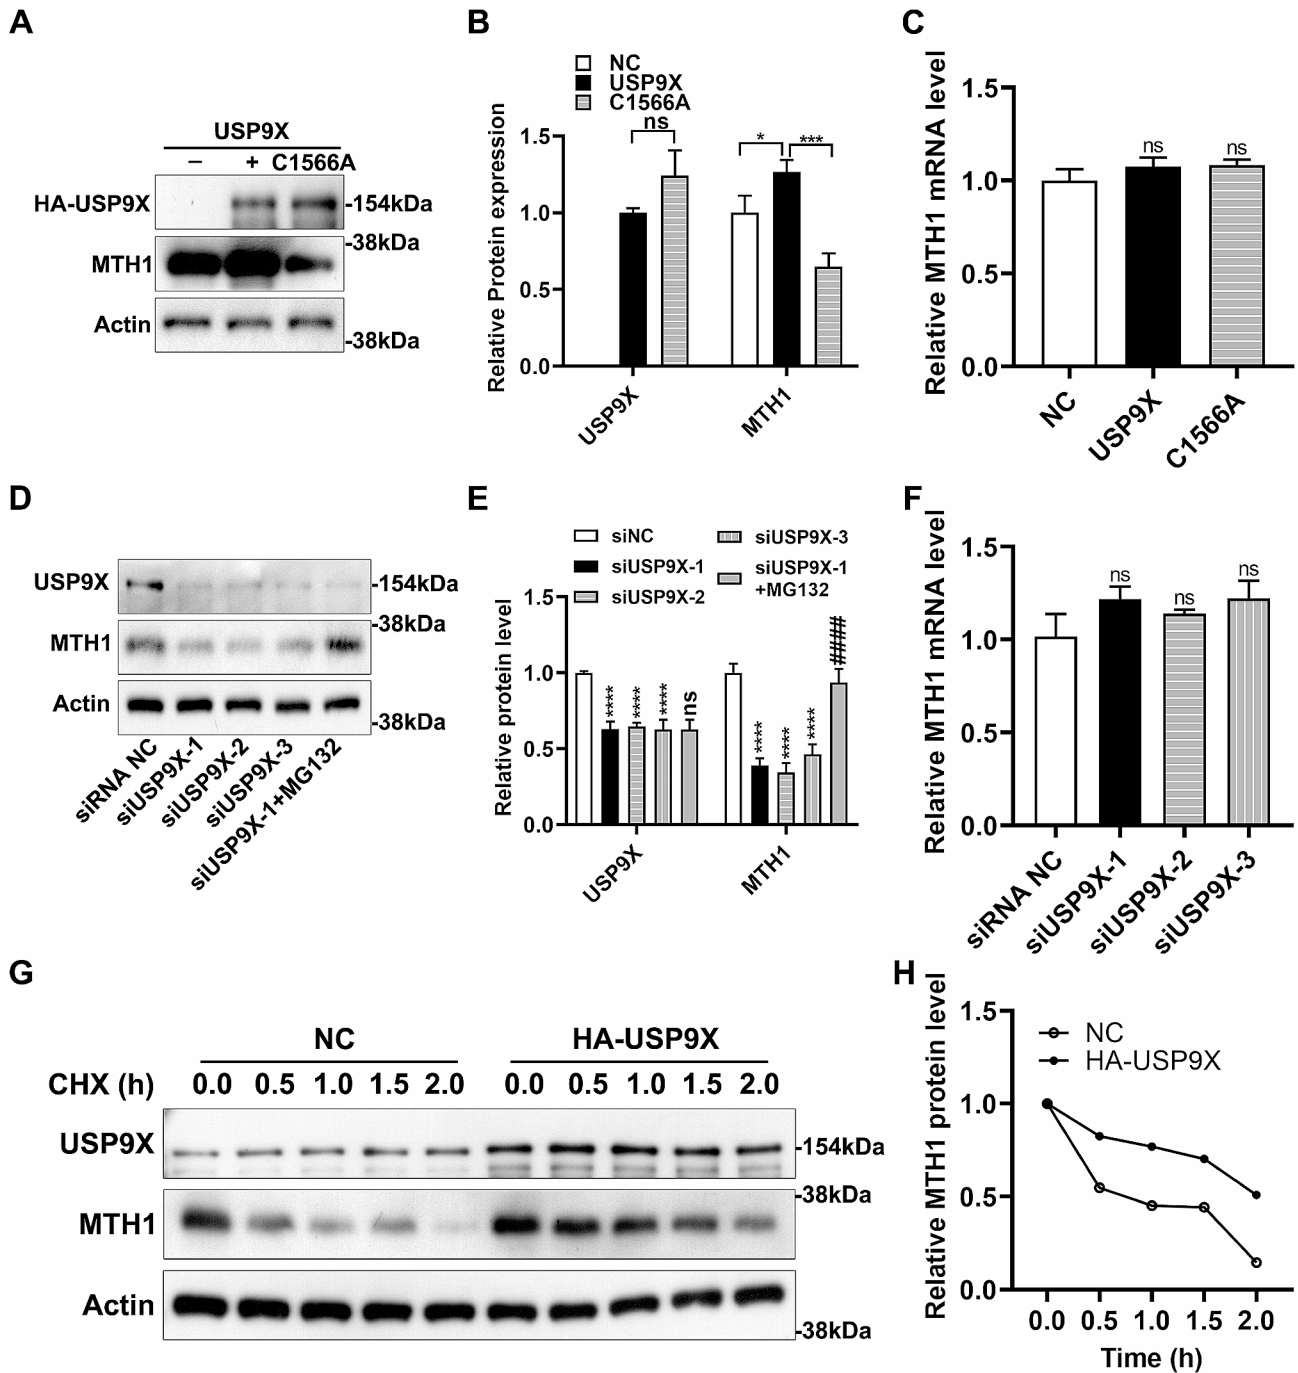 A
USP9X
– + C1566A
HA-USP9X
-154kDa
-38kDa
MTH1
Actin
-38kDa
B
NC
USP9X
C1566A
Relative Protein expression
1.5
1.0
0.5
0.0
ns
*
***
USP9X
MTH1
C
Relative MTH1 mRNA level
1.5
1.0
0.5
0.0
ns
ns
NC
USP9X
C1566A
D
USP9X
-154kDa
-38kDa
MTH1
Actin
-38kDa
siRNA NC
siUSP9X-1
siUSP9X-2
siUSP9X-3
siUSP9X-1+MG132
E
siNC
siUSP9X-1
siUSP9X-2
siUSP9X-3
siUSP9X-1
+MG132
Relative protein level
1.5
1.0
0.5
0.0
****
****
****
ns
****
****
****
####
USP9X
MTH1
F
Relative MTH1 mRNA level
1.5
1.0
0.5
0.0
ns
ns
ns
siRNA NC
siUSP9X-1
siUSP9X-2
siUSP9X-3
G
NC
HA-USP9X
CHX (h)
0.0 0.5 1.0 1.5 2.0 0.0 0.5 1.0 1.5 2.0
USP9X
-154kDa
-38kDa
MTH1
Actin
-38kDa
H
Relative MTH1 protein level
1.5
1.0
0.5
0.0
NC
HA-USP9X
0.0 0.5 1.0 1.5 2.0
Time (h)